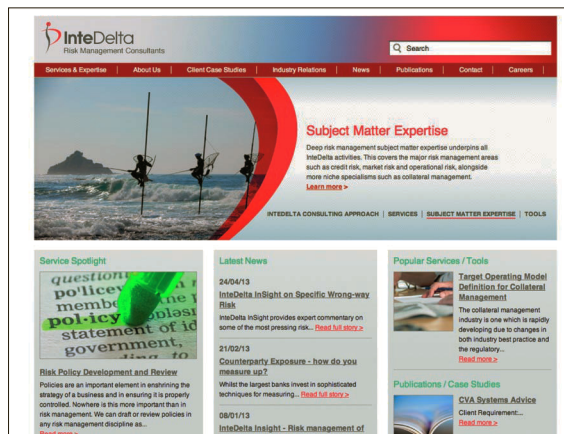 InteDelta
Risk Management Consultants
Search
Services & Expertise | About Us | Client Case Studies | Industry Relations | News | Publications | Contact | Careers
Subject Matter Expertise
Deep risk management subject matter expertise underpins all
InteDelta activities. This covers the major risk management areas
such as credit risk, market risk and operational risk, alongside
more niche specialisms such as collateral management.
Learn more >
INTEDELTA CONSULTING APPROACH | SERVICES | SUBJECT MATTER EXPERTISE | TOOLS
Service Spotlight
question
membe
policy
statement of id
government,
Risk Policy Development and Review
Policies are an important element in enshrining the
strategy of a business and in ensuring it is properly
controlled. Nowhere is this more important than in
risk management. We can draft or review policies in
any risk management discipline as...
Read more >
Latest News
24/04/13
InteDelta InSight on Specific Wrong-way
Risk
InteDelta InSight provides expert commentary on
some of the most pressing risk... Read full story >
21/02/13
Counterparty Exposure - how do you
measure up?
Whilst the largest banks invest in sophisticated
techniques for measuring... Read full story >
08/01/13
InteDelta Insight - Risk management of
Popular Services / Tools
Target Operating Model
Definition for Collateral
Management
The collateral management
industry is one which is rapidly
developing due to changes in
both industry best practice and
the regulatory...
Read more >
Publications / Case Studies
CVA Systems Advice
Client Requirement:...
Read more >